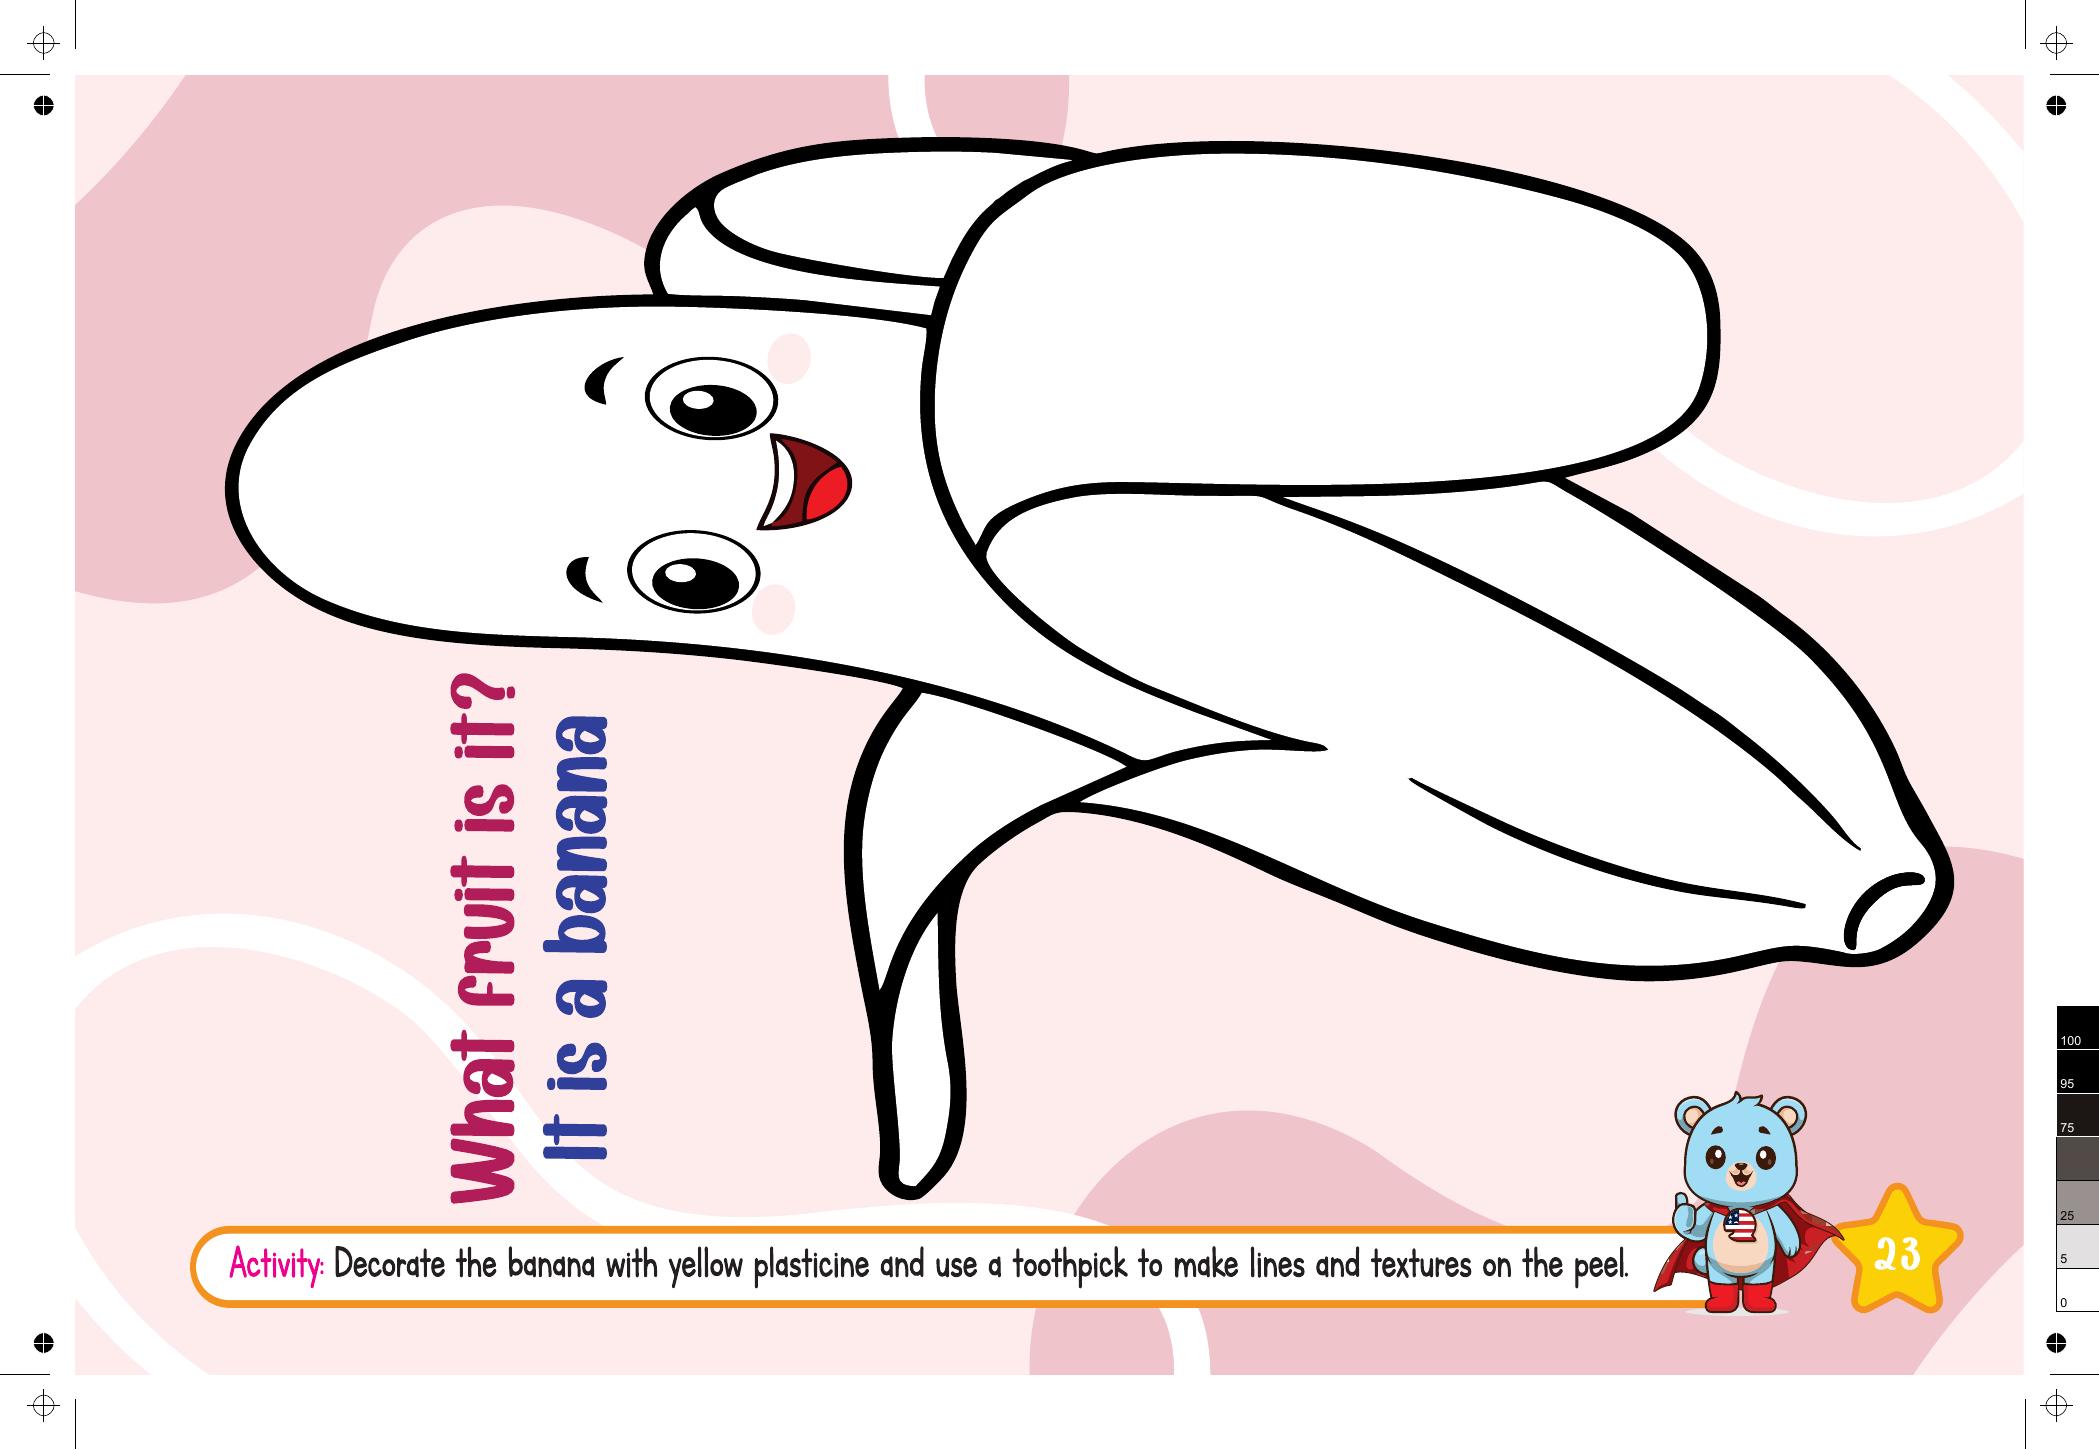 What fruit is it?
It is a banana
Activity: Decorate the banana with yellow plasticine and use a toothpick to make lines and textures on the peel.
23
100
95
75
25
5
0